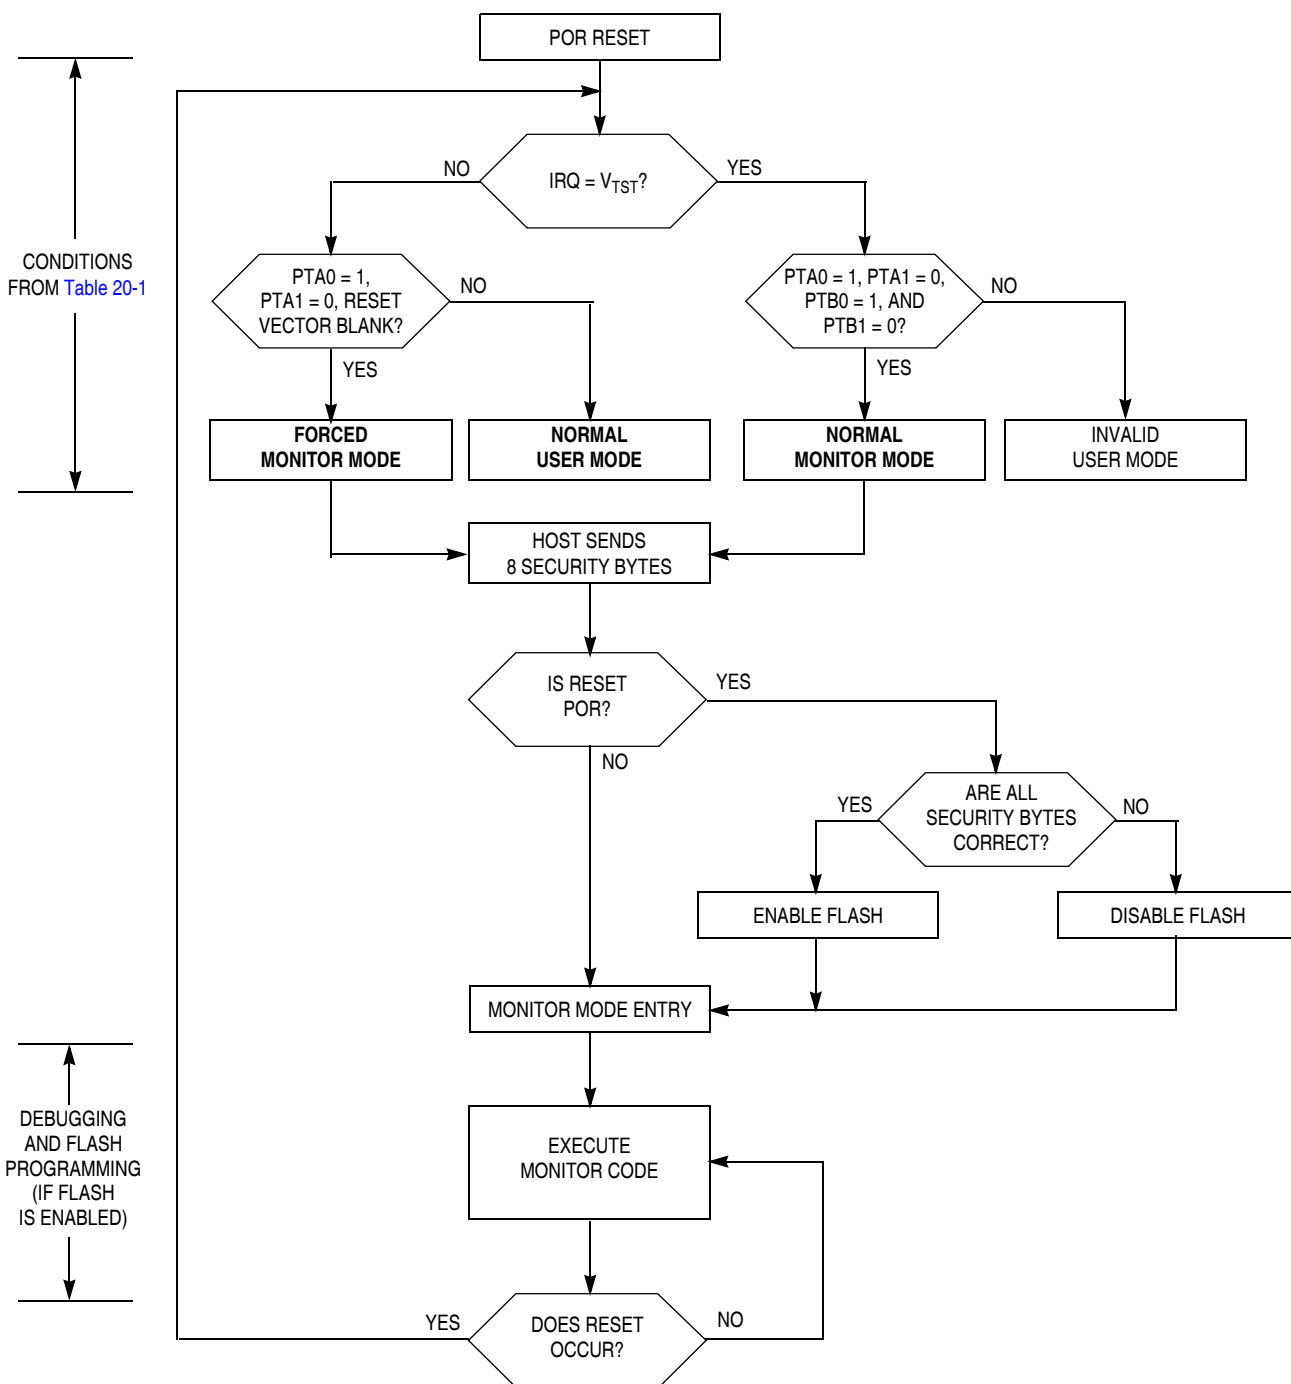 POR RESET
NO
IRQ = VTST?
YES
CONDITIONS
FROM Table 20-1
PTA0 = 1,
PTA1 = 0, RESET
VECTOR BLANK?
NO
YES
PTA0 = 1, PTA1 = 0,
PTB0 = 1, AND
PTB1 = 0?
NO
YES
FORCED
MONITOR MODE
NORMAL
USER MODE
NORMAL
MONITOR MODE
INVALID
USER MODE
HOST SENDS
8 SECURITY BYTES
IS RESET
POR?
YES
NO
YES
ARE ALL
SECURITY BYTES
CORRECT?
NO
ENABLE FLASH
DISABLE FLASH
MONITOR MODE ENTRY
DEBUGGING
AND FLASH
PROGRAMMING
(IF FLASH
IS ENABLED)
EXECUTE
MONITOR CODE
YES
DOES RESET
OCCUR?
NO